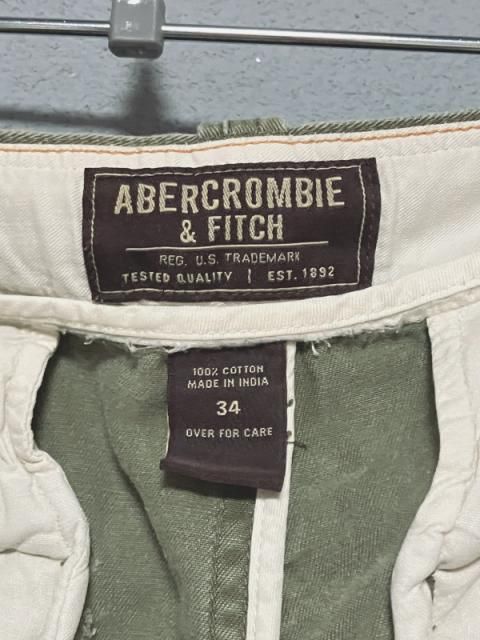 ABERCROMBIE
& FITCH
REG. U.S. TRADEMARK
TESTED QUALITY | EST. 1892
100% COTTON
MADE IN INDIA
34
OVER FOR CARE